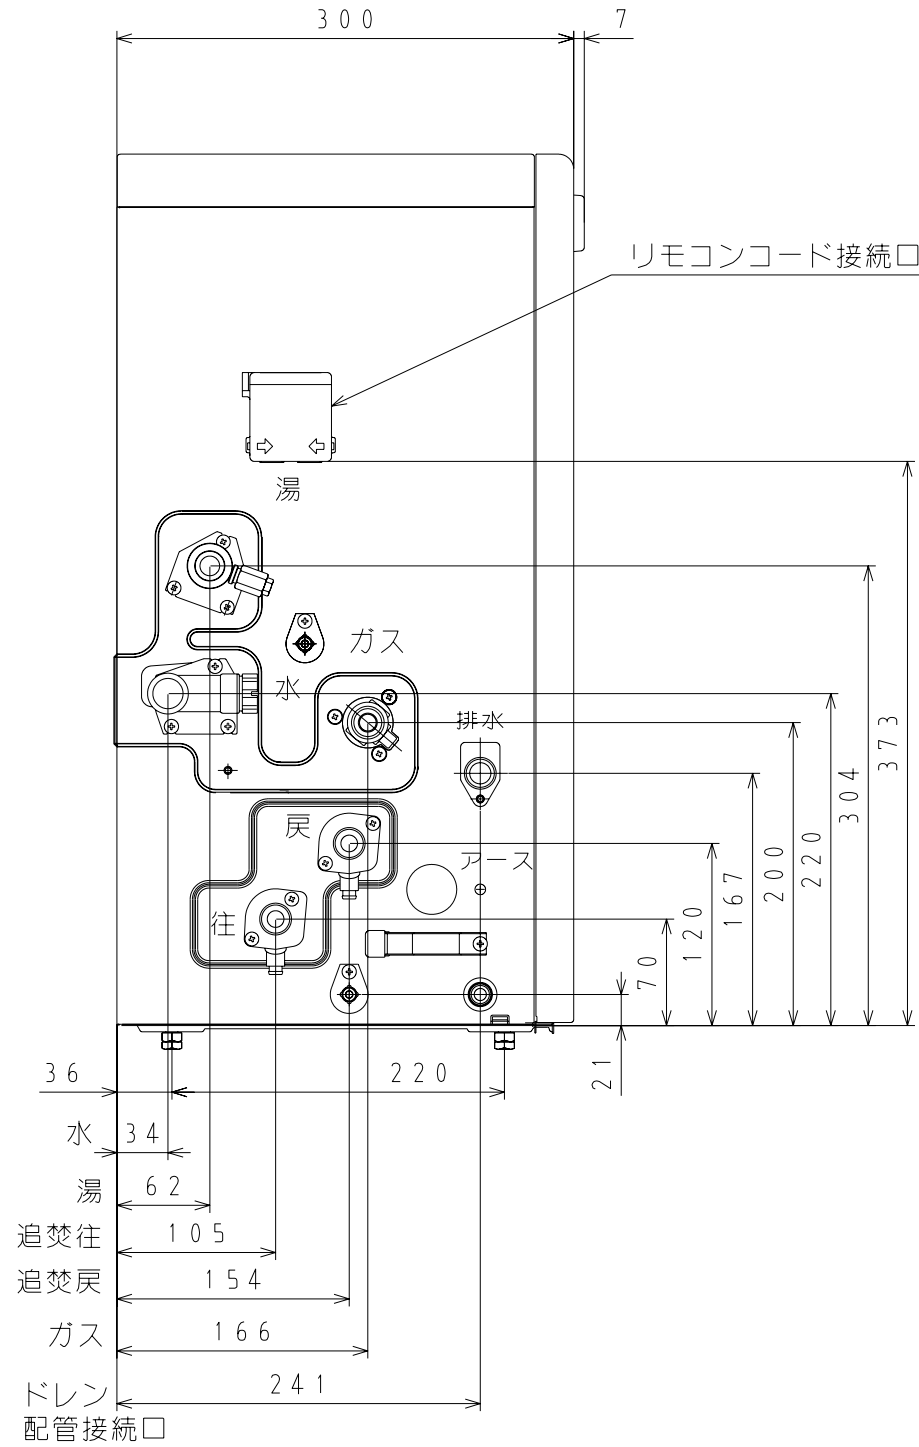 300
7
リモコンコード接続口
湯
ガス
水
排水
戻
アース
往
373
304
220
200
167
120
70
21
36
220
水 34
湯 62
追焚往 105
追焚戻 154
ガス 166
ドレン 241
配管接続口